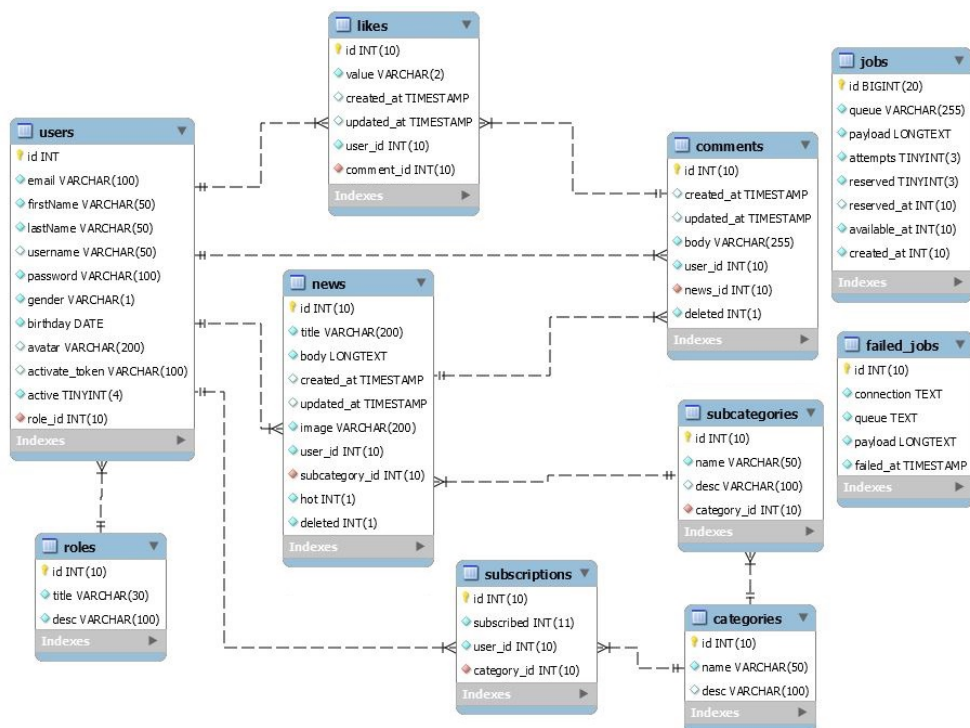 likes
id INT(10)
value VARCHAR(2)
created_at TIMESTAMP
updated_at TIMESTAMP
user_id INT(10)
comment_id INT(10)
Indexes
jobs
id BIGINT(20)
queue VARCHAR(255)
payload LONGTEXT
attempts TINYINT(3)
reserved TINYINT(3)
reserved_at INT(10)
available_at INT(10)
created_at INT(10)
Indexes
users
id INT
email VARCHAR(100)
firstName VARCHAR(50)
lastName VARCHAR(50)
username VARCHAR(50)
password VARCHAR(100)
gender VARCHAR(1)
birthday DATE
avatar VARCHAR(200)
activate_token VARCHAR(100)
active TINYINT(4)
role_id INT(10)
Indexes
comments
id INT(10)
created_at TIMESTAMP
updated_at TIMESTAMP
body VARCHAR(255)
user_id INT(10)
news_id INT(10)
deleted INT(1)
Indexes
news
id INT(10)
title VARCHAR(200)
body LONGTEXT
created_at TIMESTAMP
updated_at TIMESTAMP
image VARCHAR(200)
user_id INT(10)
subcategory_id INT(10)
hot INT(1)
deleted INT(1)
Indexes
failed_jobs
id INT(10)
connection TEXT
queue TEXT
payload LONGTEXT
failed_at TIMESTAMP
Indexes
subcategories
id INT(10)
name VARCHAR(50)
desc VARCHAR(100)
category_id INT(10)
Indexes
roles
id INT(10)
title VARCHAR(30)
desc VARCHAR(100)
Indexes
subscriptions
id INT(10)
subscribed INT(11)
user_id INT(10)
category_id INT(10)
Indexes
categories
id INT(10)
name VARCHAR(50)
desc VARCHAR(100)
Indexes